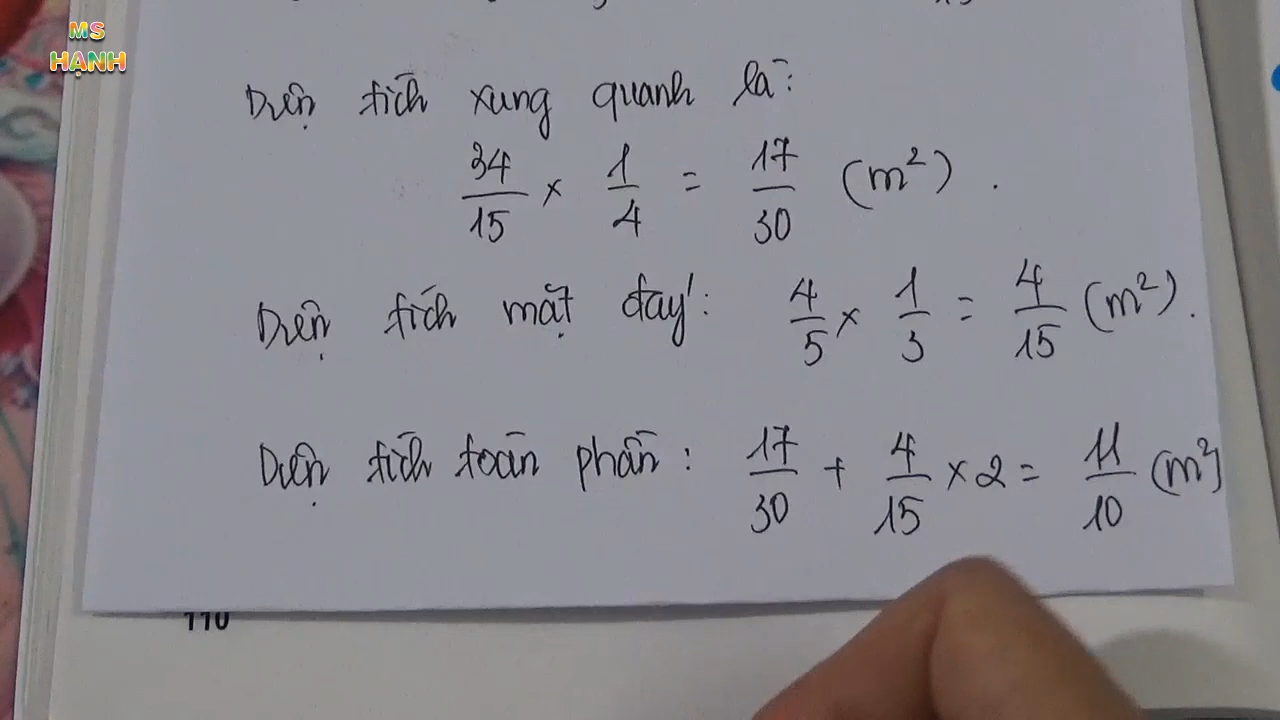 MS
HẠNH
Diện tích xung quanh là:
34/15 × 1/4 = 17/30 (m²).
Diện tích mặt đáy: 4/5 × 1/3 = 4/15 (m²).
Diện tích toàn phần: 17/30 + 4/15 × 2 = 11/10 (m²)
110